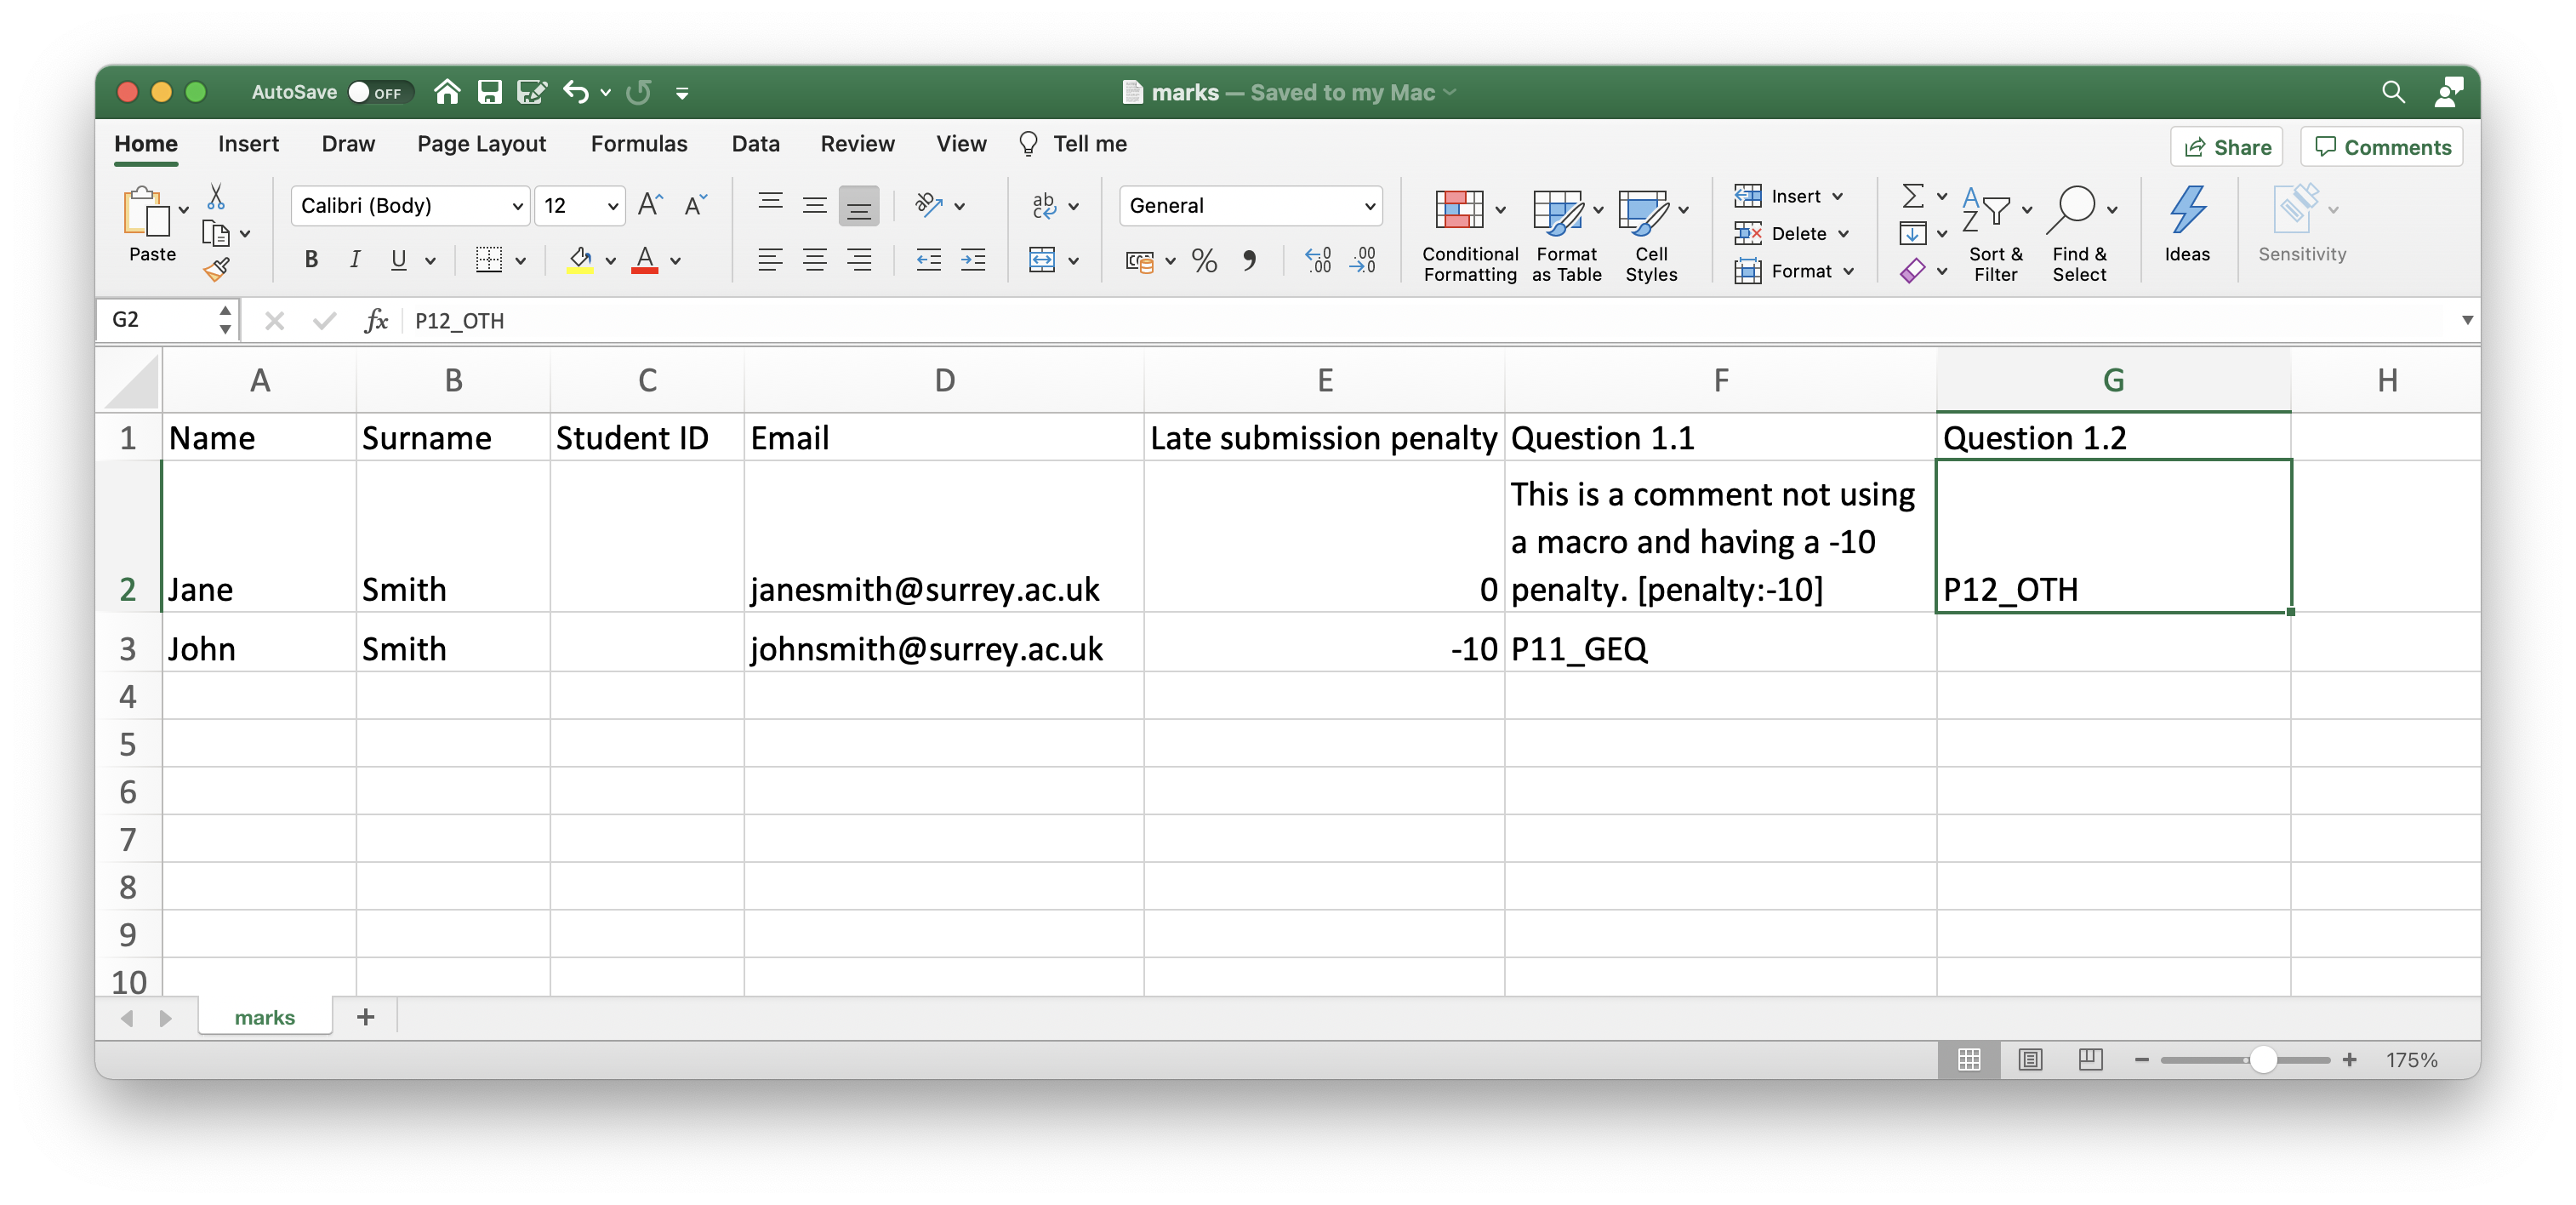 AutoSave OFF
marks — Saved to my Mac
Home Insert Draw Page Layout Formulas Data Review View Tell me Share Comments
Paste
Calibri (Body) 12
General
Conditional Formatting
Format as Table
Cell Styles
Insert
Delete
Format
Sort & Filter
Find & Select
Ideas
Sensitivity
G2 fx P12_OTH
A B C D E F G H
1 Name Surname Student ID Email Late submission penalty Question 1.1 Question 1.2
This is a comment not using
a macro and having a -10
2 Jane Smith janesmith@surrey.ac.uk 0 penalty. [penalty:-10] P12_OTH
3 John Smith johnsmith@surrey.ac.uk -10 P11_GEQ
4
5
6
7
8
9
10
marks
175%